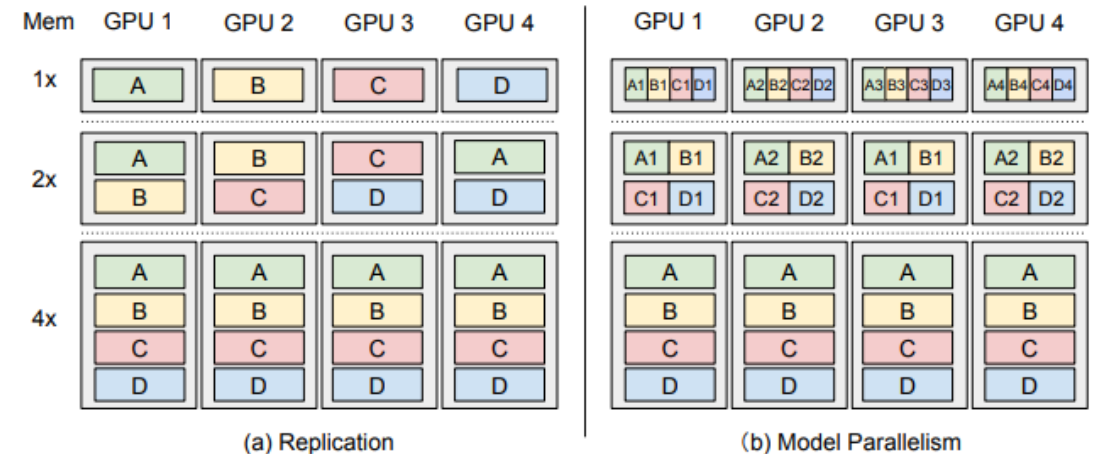 Mem GPU 1 GPU 2 GPU 3 GPU 4 GPU 1 GPU 2 GPU 3 GPU 4
1x A B C D A1 B1 C1 D1 A2 B2 C2 D2 A3 B3 C3 D3 A4 B4 C4 D4
A B C A A1 B1 A2 B2 A1 B1 A2 B2
2x
B C D D C1 D1 C2 D2 C1 D1 C2 D2
A A A A A A A A
B B B B B B B B
4x
C C C C C C C C
D D D D D D D D
(a) Replication (b) Model Parallelism